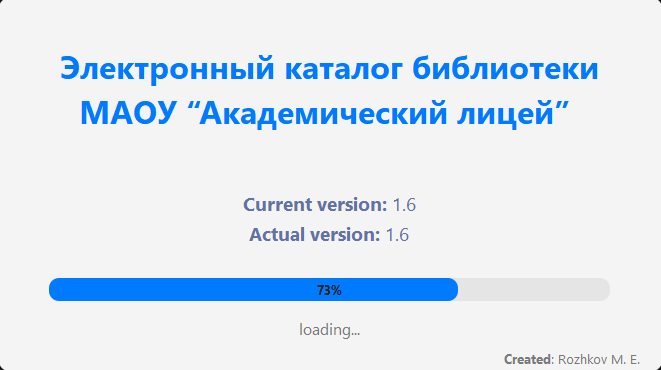 Электронный каталог библиотеки
МАОУ “Академический лицей”
Current version: 1.6
Actual version: 1.6
73%
loading...
Created: Rozhkov M. E.